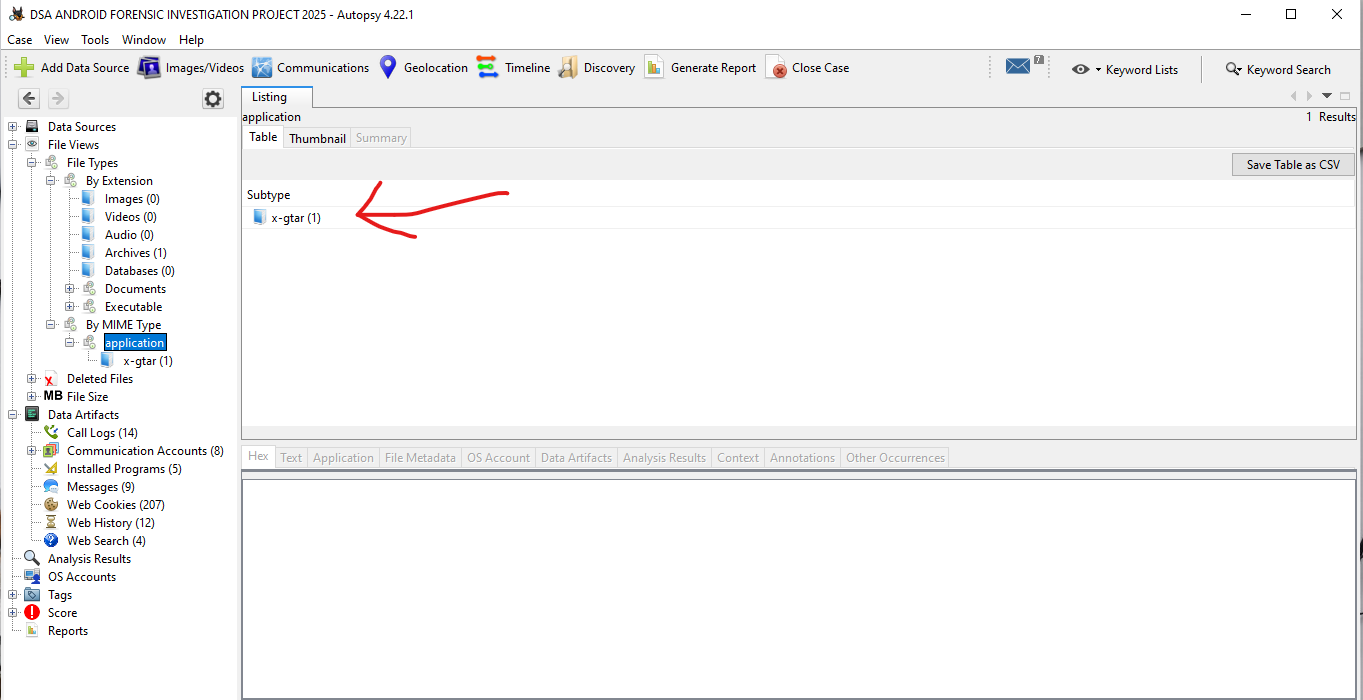 DSA ANDROID FORENSIC INVESTIGATION PROJECT 2025 - Autopsy 4.22.1
Case View Tools Window Help
Add Data Source Images/Videos Communications Geolocation Timeline Discovery Generate Report Close Case 7 Keyword Lists Keyword Search
Listing
application 1 Results
Table Thumbnail Summary
Save Table as CSV
Subtype
x-gtar (1)
Data Sources
File Views
File Types
By Extension
Images (0)
Videos (0)
Audio (0)
Archives (1)
Databases (0)
Documents
Executable
By MIME Type
application
x-gtar (1)
Deleted Files
MB File Size
Data Artifacts
Call Logs (14)
Communication Accounts (8)
Installed Programs (5)
Messages (9)
Web Cookies (207)
Web History (12)
Web Search (4)
Analysis Results
OS Accounts
Tags
Score
Reports
Hex Text Application File Metadata OS Account Data Artifacts Analysis Results Context Annotations Other Occurrences